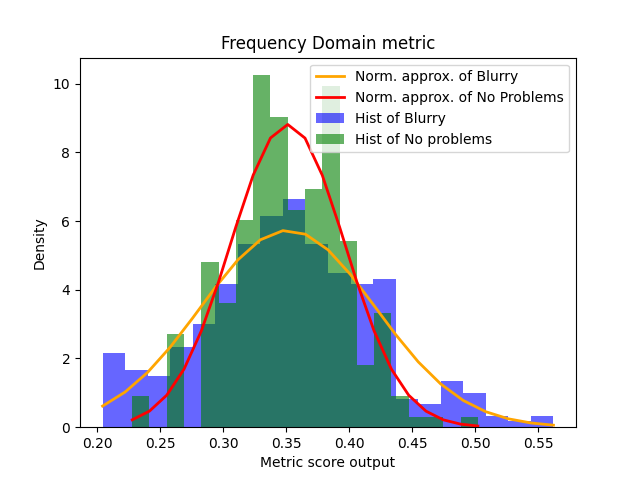 Frequency Domain metric
Norm. approx. of Blurry
Norm. approx. of No Problems
Hist of Blurry
Hist of No problems
Density
10
8
6
4
2
0
0.20 0.25 0.30 0.35 0.40 0.45 0.50 0.55
Metric score output